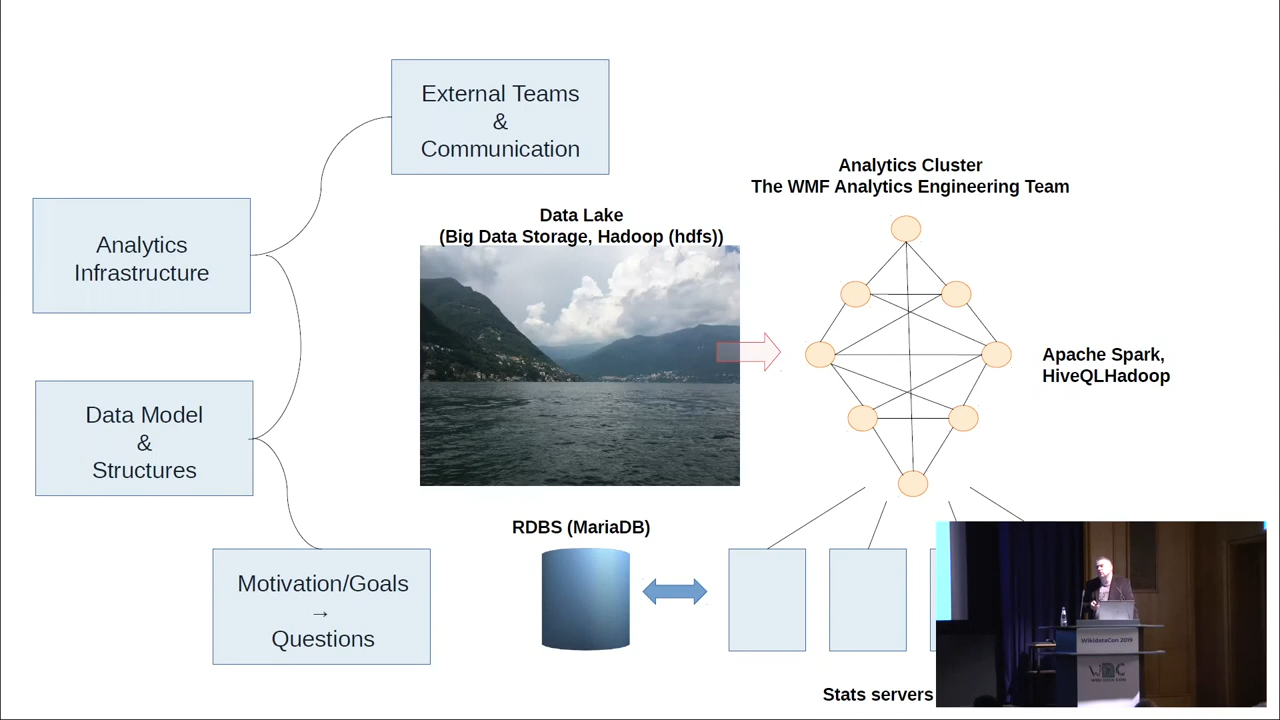 External Teams
&
Communication
Analytics
Infrastructure
Data Model
&
Structures
Motivation/Goals
→
Questions
Data Lake
(Big Data Storage, Hadoop (hdfs))
Analytics Cluster
The WMF Analytics Engineering Team
Apache Spark,
HiveQLHadoop
RDBS (MariaDB)
Stats servers
WikidataCon 2019